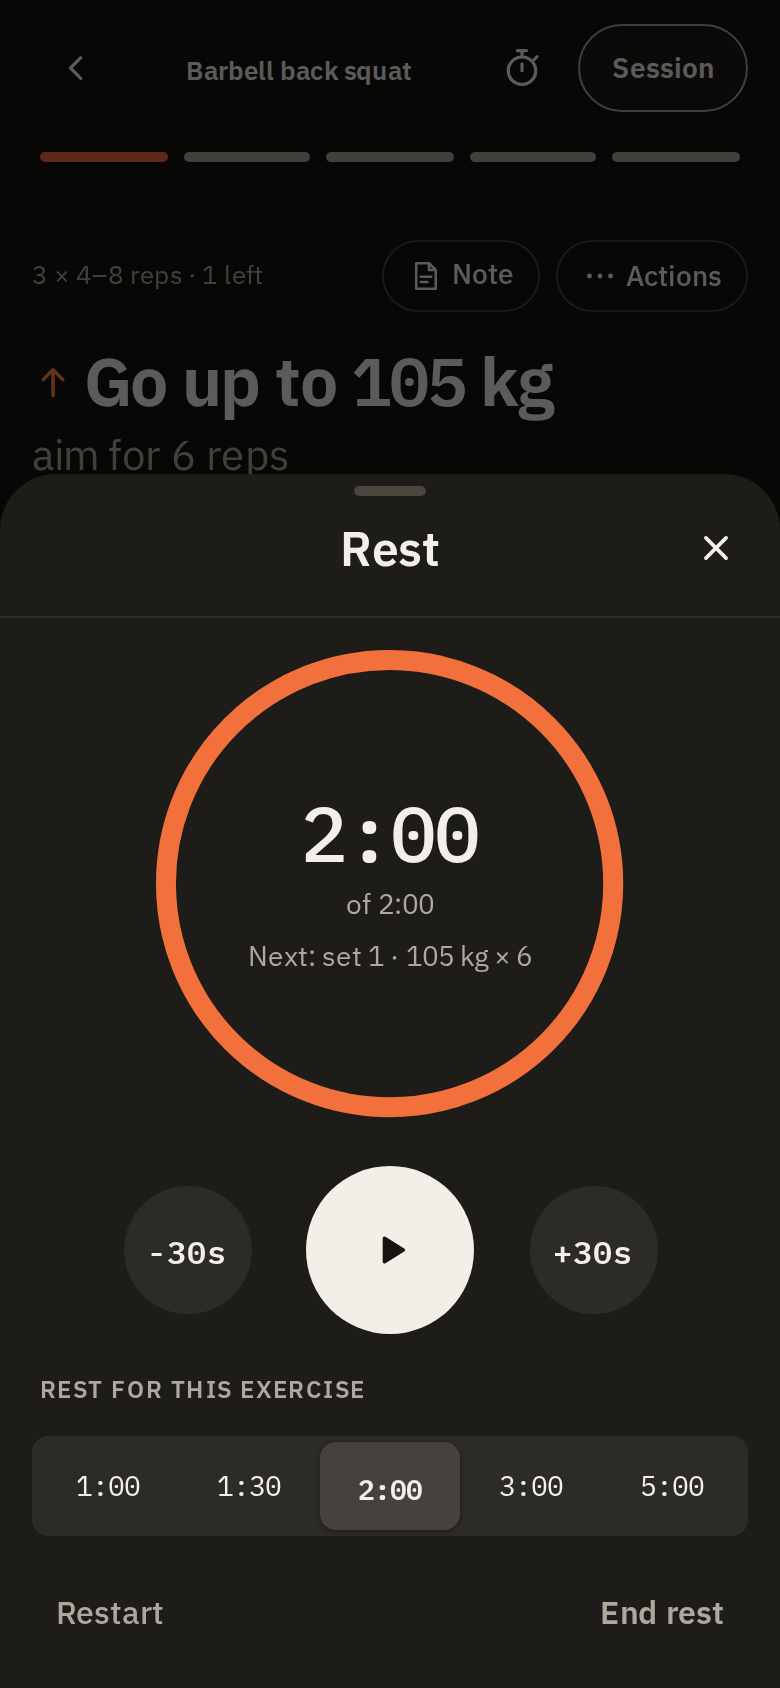 Barbell back squat
Session
3 × 4–8 reps · 1 left
Note
Actions
↑ Go up to 105 kg
aim for 6 reps
Rest
2:00
of 2:00
Next: set 1 · 105 kg × 6
-30s
+30s
REST FOR THIS EXERCISE
1:00 1:30 2:00 3:00 5:00
Restart
End rest